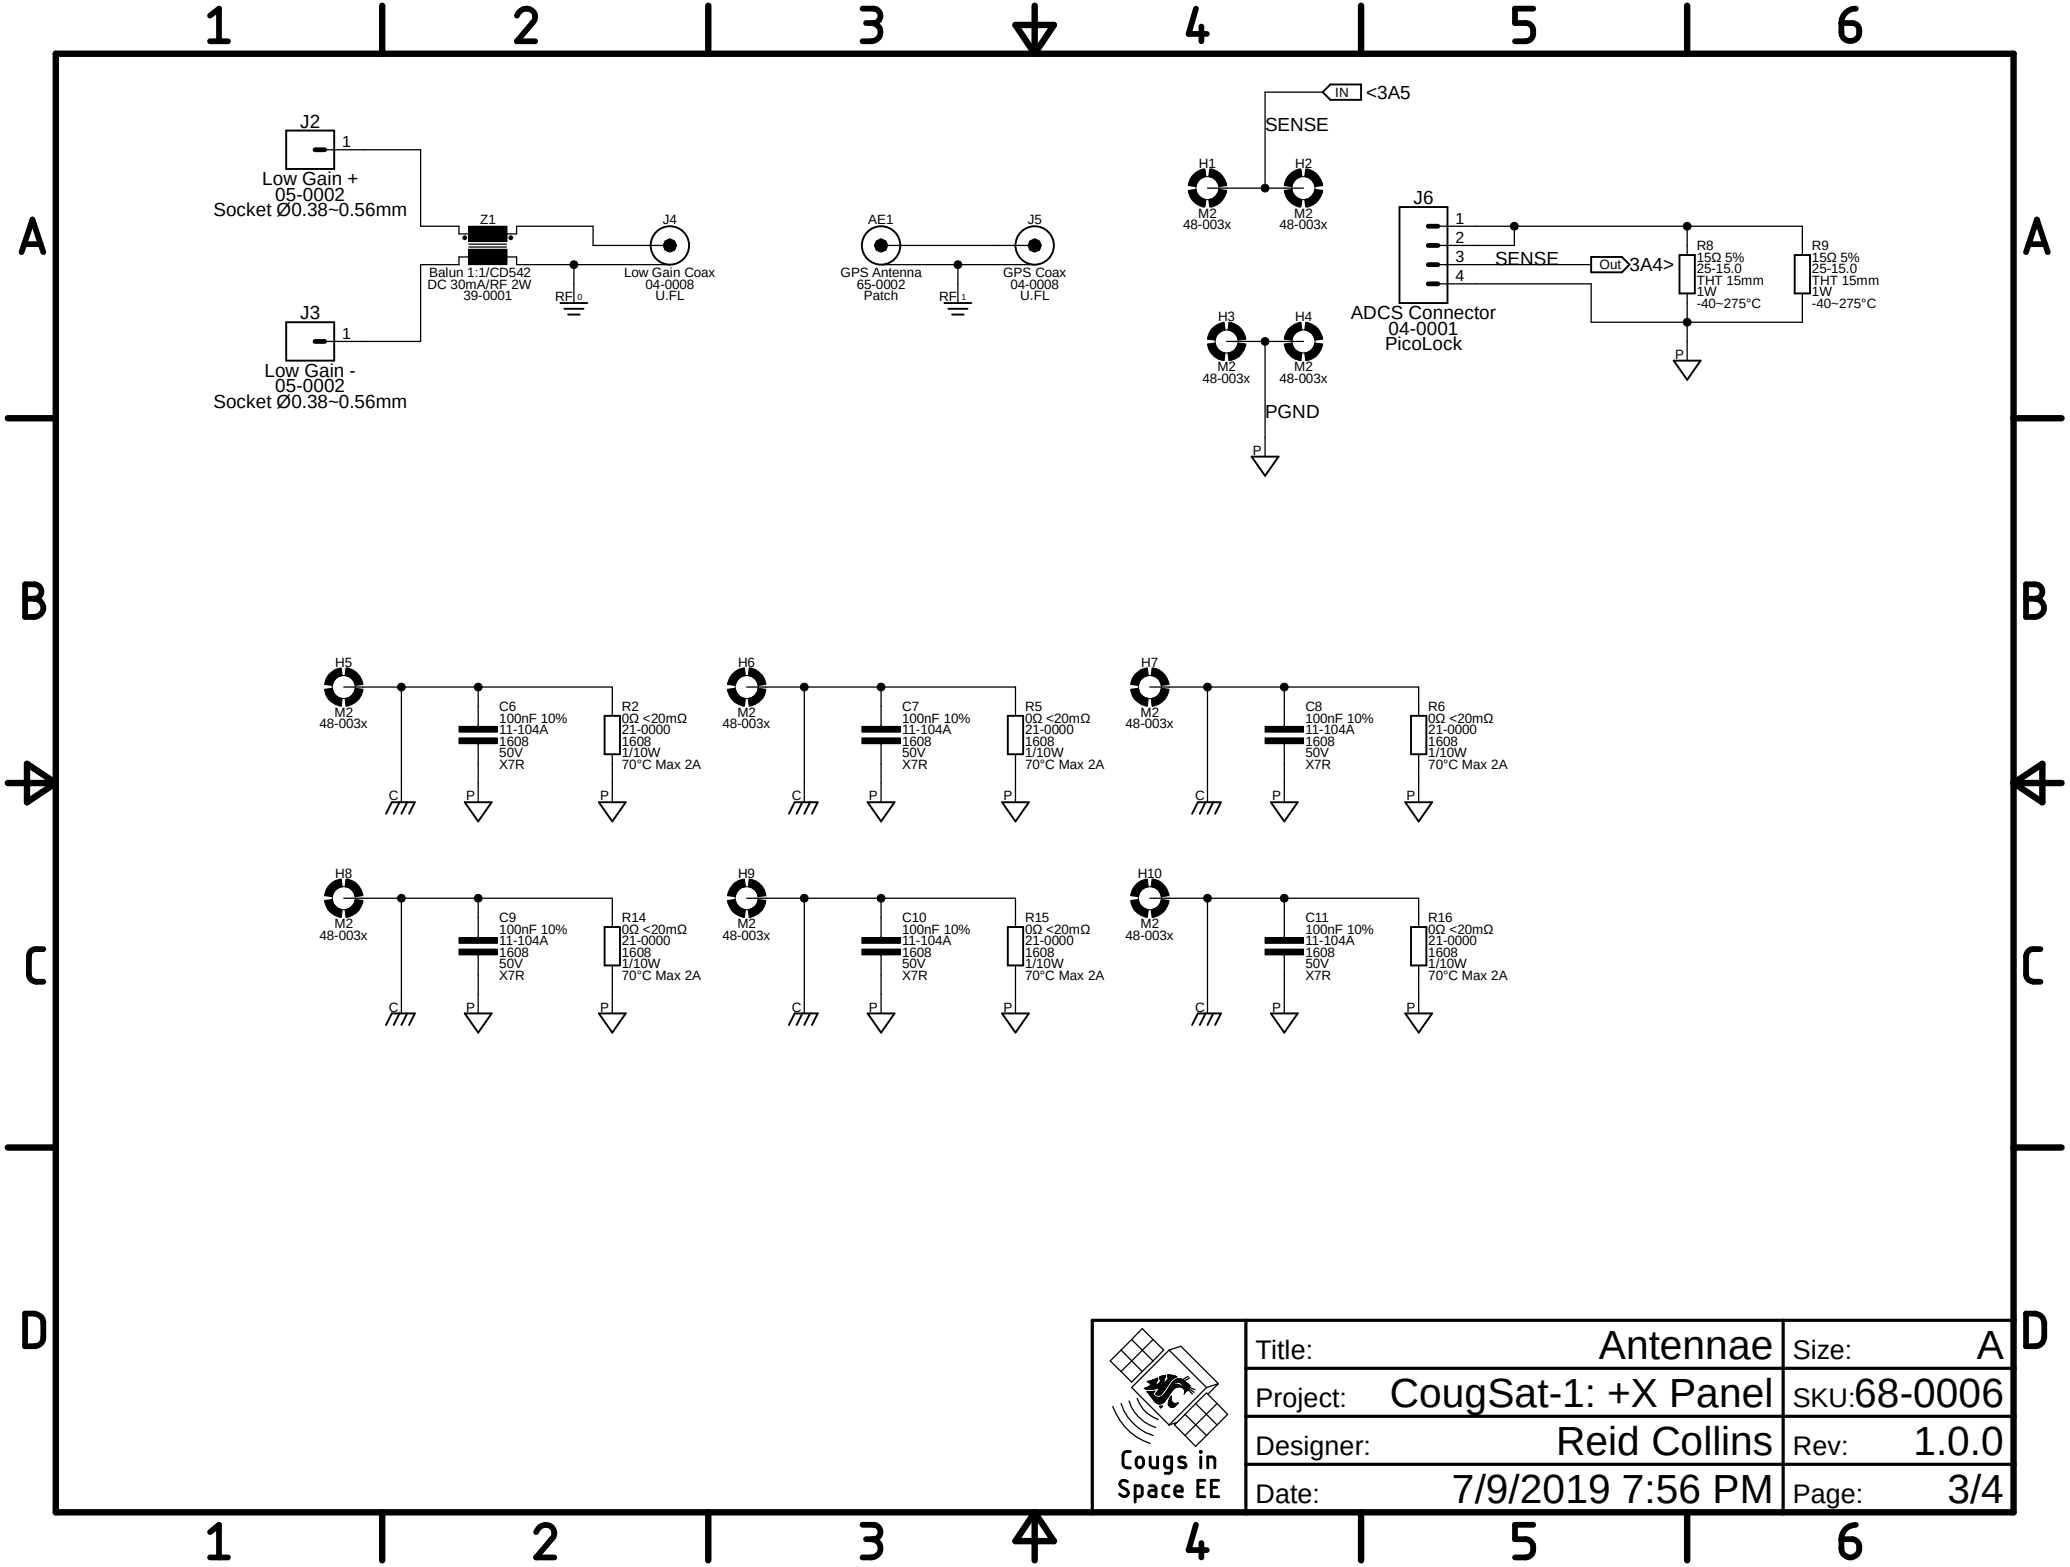 1 2 3 4 5 6
A A
B B
C C
D D
J2
1
Low Gain +
05-0002
Socket Ø0.38~0.56mm
J3
1
Low Gain -
05-0002
Socket Ø0.38~0.56mm
Z1
Balun 1:1/CD542
DC 30mA/RF 2W
39-0001
RF 0
J4
Low Gain Coax
04-0008
U.FL
AE1
GPS Antenna
65-0002
Patch
RF 1
J5
GPS Coax
04-0008
U.FL
IN <3A5
SENSE
H1
M2
48-003x
H2
M2
48-003x
H3
M2
48-003x
H4
M2
48-003x
PGND
P
J6
1
2
3
4
SENSE
Out 3A4>
ADCS Connector
04-0001
PicoLock
R8
15Ω 5%
25-15.0
THT 15mm
1W
-40~275°C
R9
15Ω 5%
25-15.0
THT 15mm
1W
-40~275°C
P
H5
M2
48-003x
C6
100nF 10%
11-104A
1608
50V
X7R
R2
0Ω <20mΩ
21-0000
1608
1/10W
70°C Max 2A
C P P
H6
M2
48-003x
C7
100nF 10%
11-104A
1608
50V
X7R
R5
0Ω <20mΩ
21-0000
1608
1/10W
70°C Max 2A
C P P
H7
M2
48-003x
C8
100nF 10%
11-104A
1608
50V
X7R
R6
0Ω <20mΩ
21-0000
1608
1/10W
70°C Max 2A
C P P
H8
M2
48-003x
C9
100nF 10%
11-104A
1608
50V
X7R
R14
0Ω <20mΩ
21-0000
1608
1/10W
70°C Max 2A
C P P
H9
M2
48-003x
C10
100nF 10%
11-104A
1608
50V
X7R
R15
0Ω <20mΩ
21-0000
1608
1/10W
70°C Max 2A
C P P
H10
M2
48-003x
C11
100nF 10%
11-104A
1608
50V
X7R
R16
0Ω <20mΩ
21-0000
1608
1/10W
70°C Max 2A
C P P
Cougs in
Space EE
Title: Antennae Size: A
Project: CougSat-1: +X Panel SKU: 68-0006
Designer: Reid Collins Rev: 1.0.0
Date: 7/9/2019 7:56 PM Page: 3/4
1 2 3 4 5 6